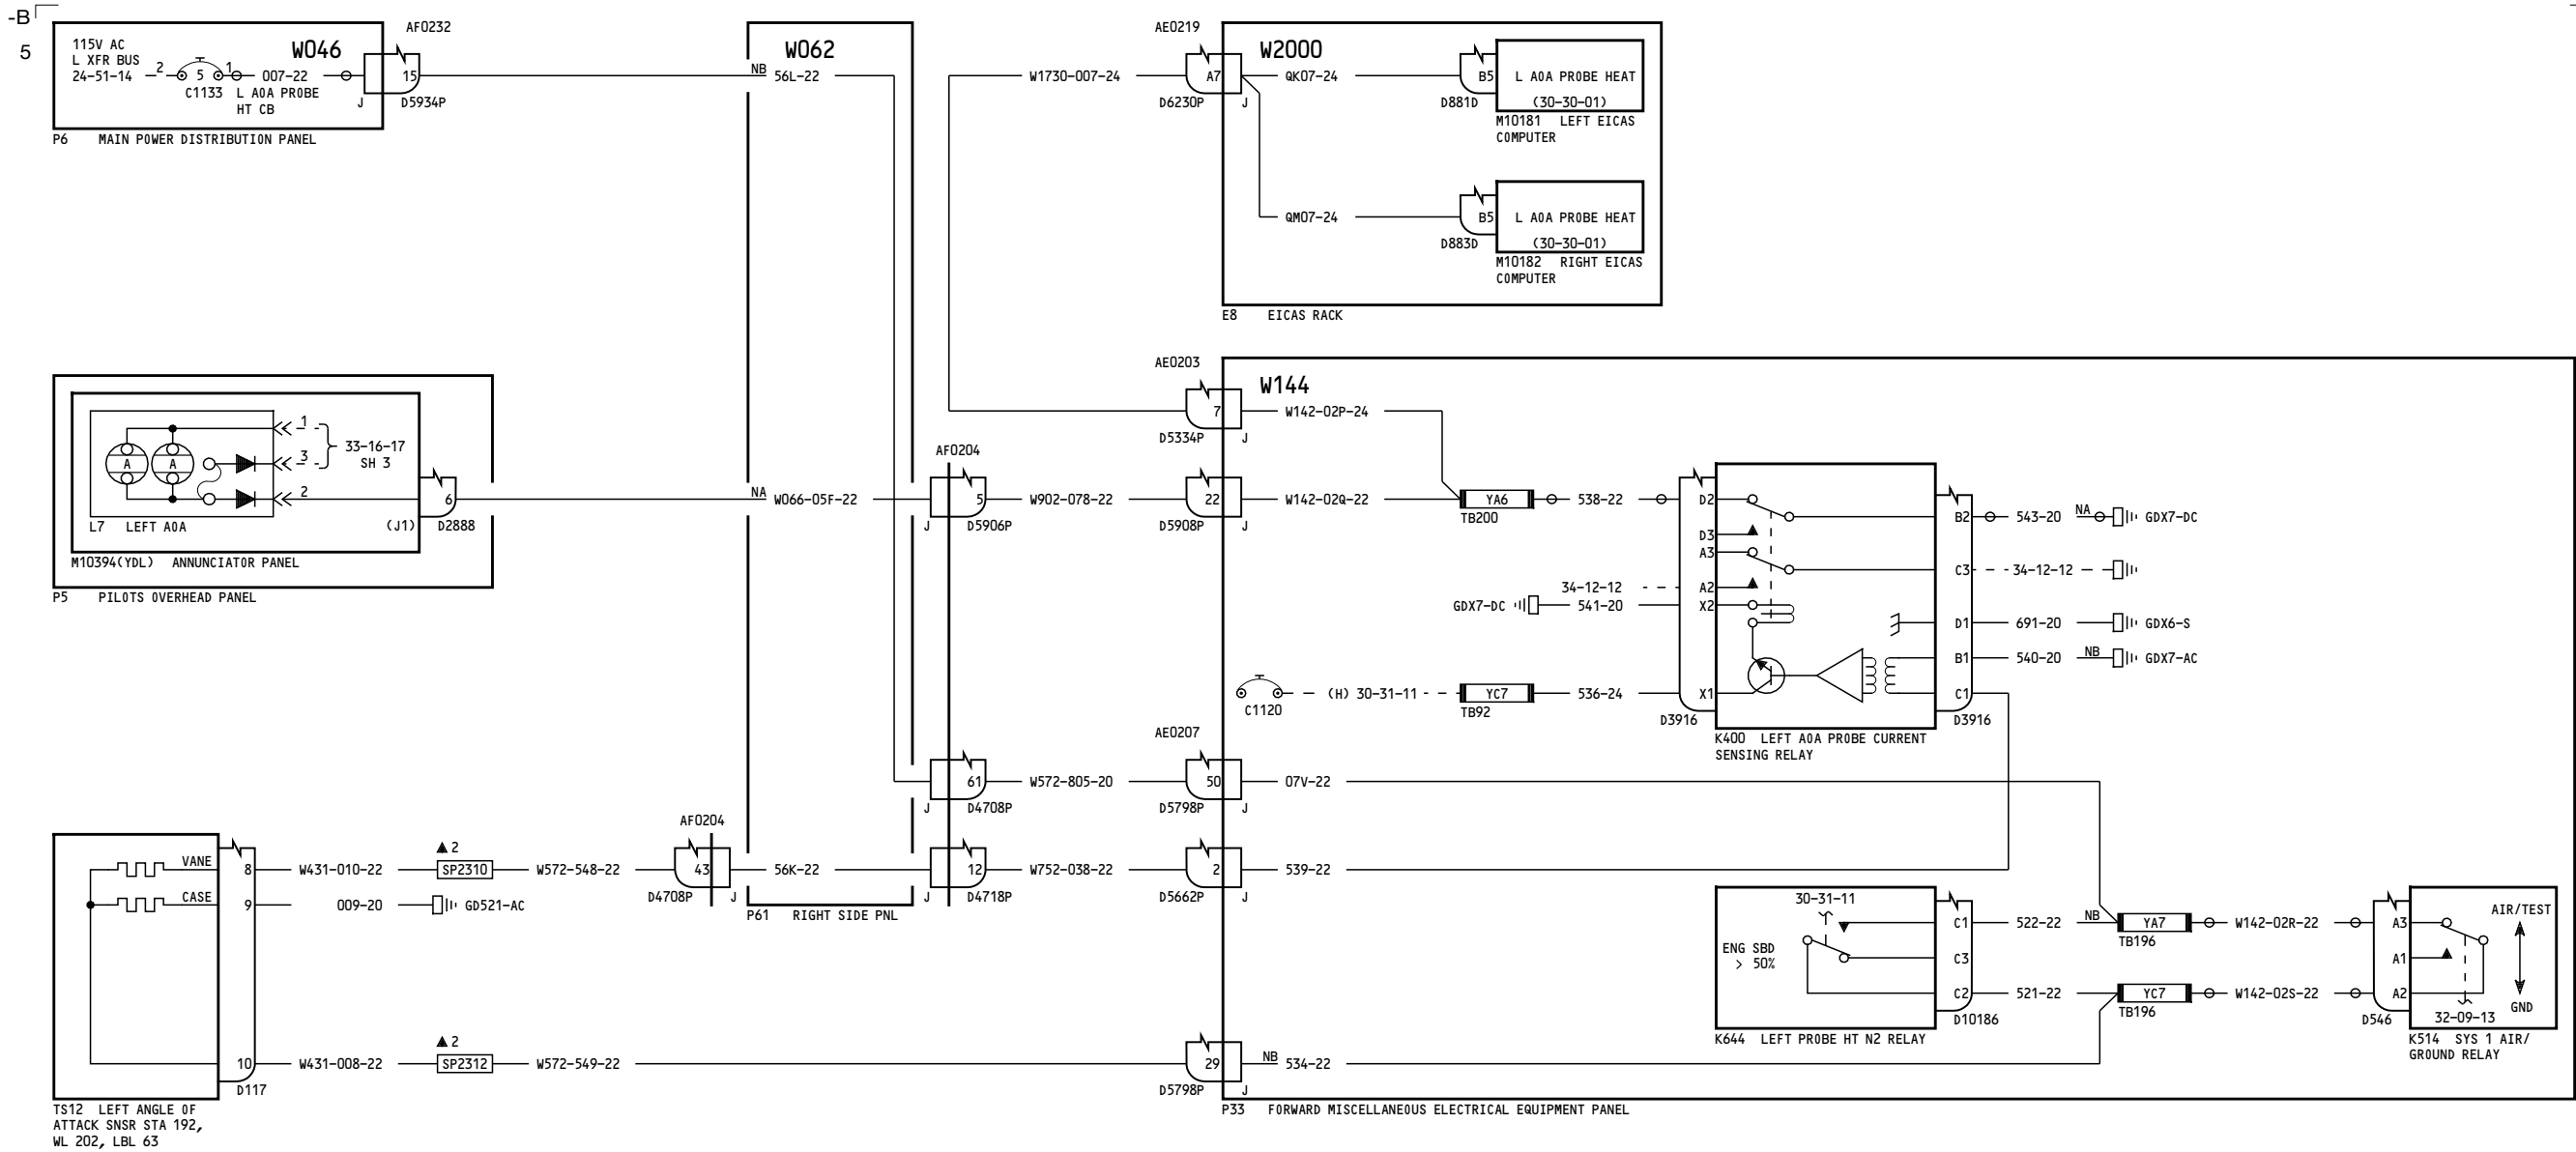 -B
5
AF0232
115V AC
L XFR BUS
24-51-14
2
5
1
C1133
L AOA PROBE
HT CB
007-22
W046
15
J
D5934P
P6 MAIN POWER DISTRIBUTION PANEL
W062
NB
56L-22
W1730-007-24
AE0219
A7
D6230P
J
W2000
QK07-24
B5
D881D
L AOA PROBE HEAT
(30-30-01)
M10181 LEFT EICAS
COMPUTER
QM07-24
B5
D883D
L AOA PROBE HEAT
(30-30-01)
M10182 RIGHT EICAS
COMPUTER
E8 EICAS RACK
A
A
1
3
2
33-16-17
SH 3
L7 LEFT AOA
(J1)
6
D2888
M10394(YDL) ANNUNCIATOR PANEL
P5 PILOTS OVERHEAD PANEL
NA
W066-05F-22
AF0204
5
J
D5906P
W902-078-22
AE0203
7
D5334P
J
W144
W142-02P-24
22
D5908P
J
W142-02Q-22
YA6
TB200
538-22
D2
D3
A3
A2
X2
X1
34-12-12
GDX7-DC
541-20
C1120
(H) 30-31-11
YC7
TB92
536-24
D3916
B2
C3
D1
B1
C1
D3916
543-20
NA
GDX7-DC
34-12-12
691-20
GDX6-S
540-20
NB
GDX7-AC
K400 LEFT AOA PROBE CURRENT
SENSING RELAY
61
J
D4708P
W572-805-20
AE0207
50
D5798P
J
07V-22
VANE
CASE
8
9
10
D117
W431-010-22
2
SP2310
W572-548-22
AF0204
43
D4708P
J
56K-22
12
J
D4718P
W752-038-22
2
D5662P
J
539-22
009-20
GD521-AC
P61 RIGHT SIDE PNL
W431-008-22
2
SP2312
W572-549-22
29
D5798P
J
NB
534-22
TS12 LEFT ANGLE OF
ATTACK SNSR STA 192,
WL 202, LBL 63
30-31-11
ENG SBD
> 50%
C1
C3
C2
D10186
K644 LEFT PROBE HT N2 RELAY
522-22
NB
YA7
TB196
W142-02R-22
521-22
YC7
TB196
W142-02S-22
A3
A1
A2
D546
AIR/TEST
GND
32-09-13
K514 SYS 1 AIR/
GROUND RELAY
P33 FORWARD MISCELLANEOUS ELECTRICAL EQUIPMENT PANEL